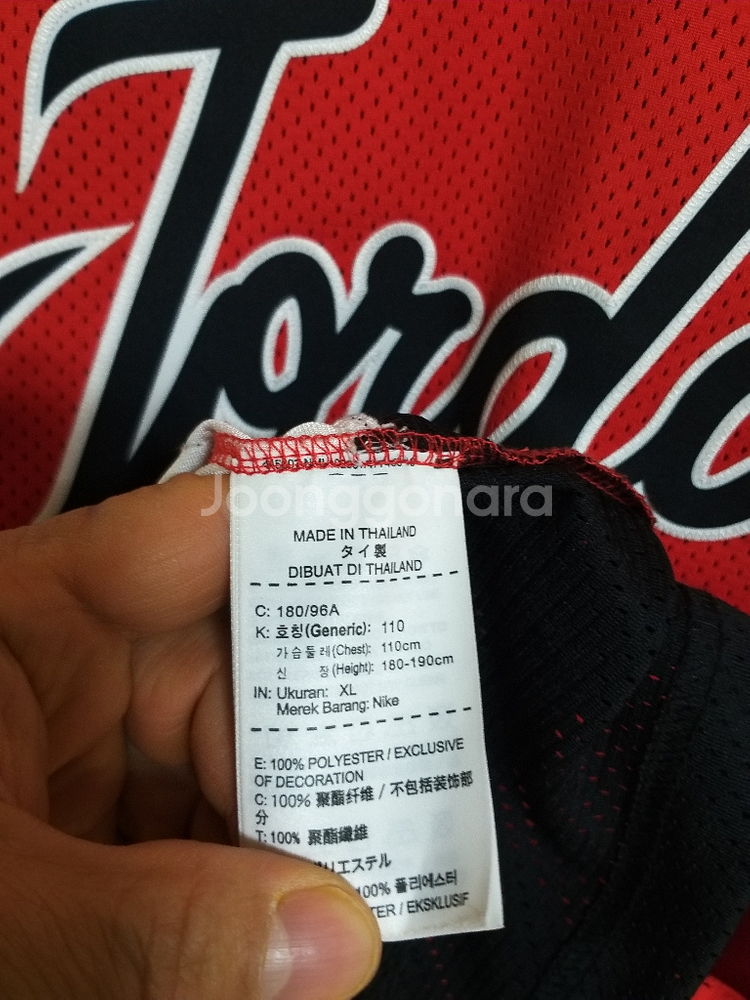 Jorda
Joonggonara
MADE IN THAILAND
タイ製
DIBUAT DI THAILAND
C: 180/96A
K: 호칭(Generic): 110
가슴둘레(Chest): 110cm
신 장(Height): 180-190cm
IN: Ukuran: XL
Merek Barang: Nike
E: 100% POLYESTER / EXCLUSIVE
OF DECORATION
C: 100% 聚酯纤维 / 不包括装饰部
分
T: 100% 聚酯纖維
リエステル
100% 폴리에스터
TER / EKSKLUSIF